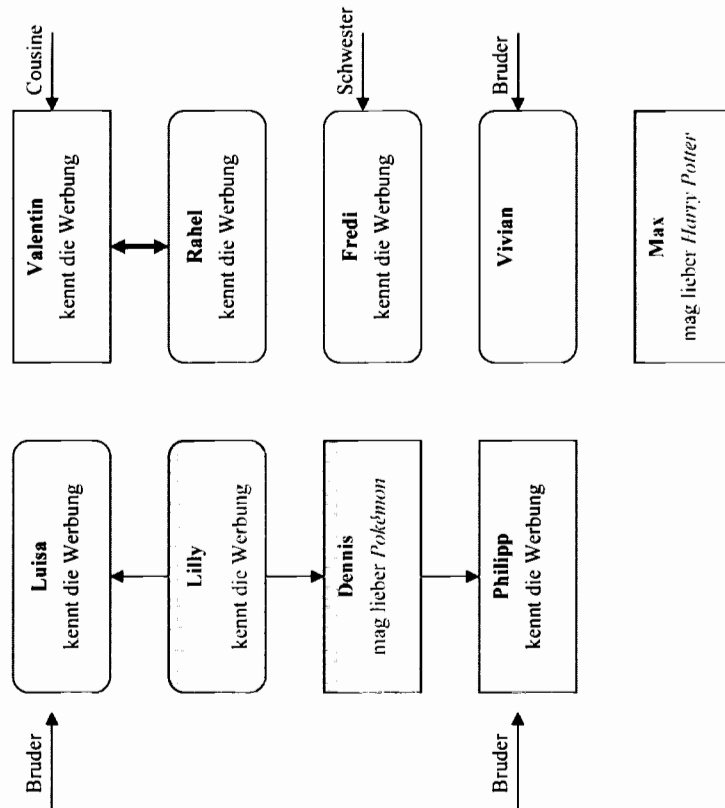 Bruder
Luisa
kennt die Werbung
Valentin
kennt die Werbung
Cousine
Lilly
kennt die Werbung
Rahel
kennt die Werbung
Dennis
mag lieber Pokémon
Fredi
kennt die Werbung
Schwester
Bruder
Philipp
kennt die Werbung
Vivian
Bruder
Max
mag lieber Harry Potter